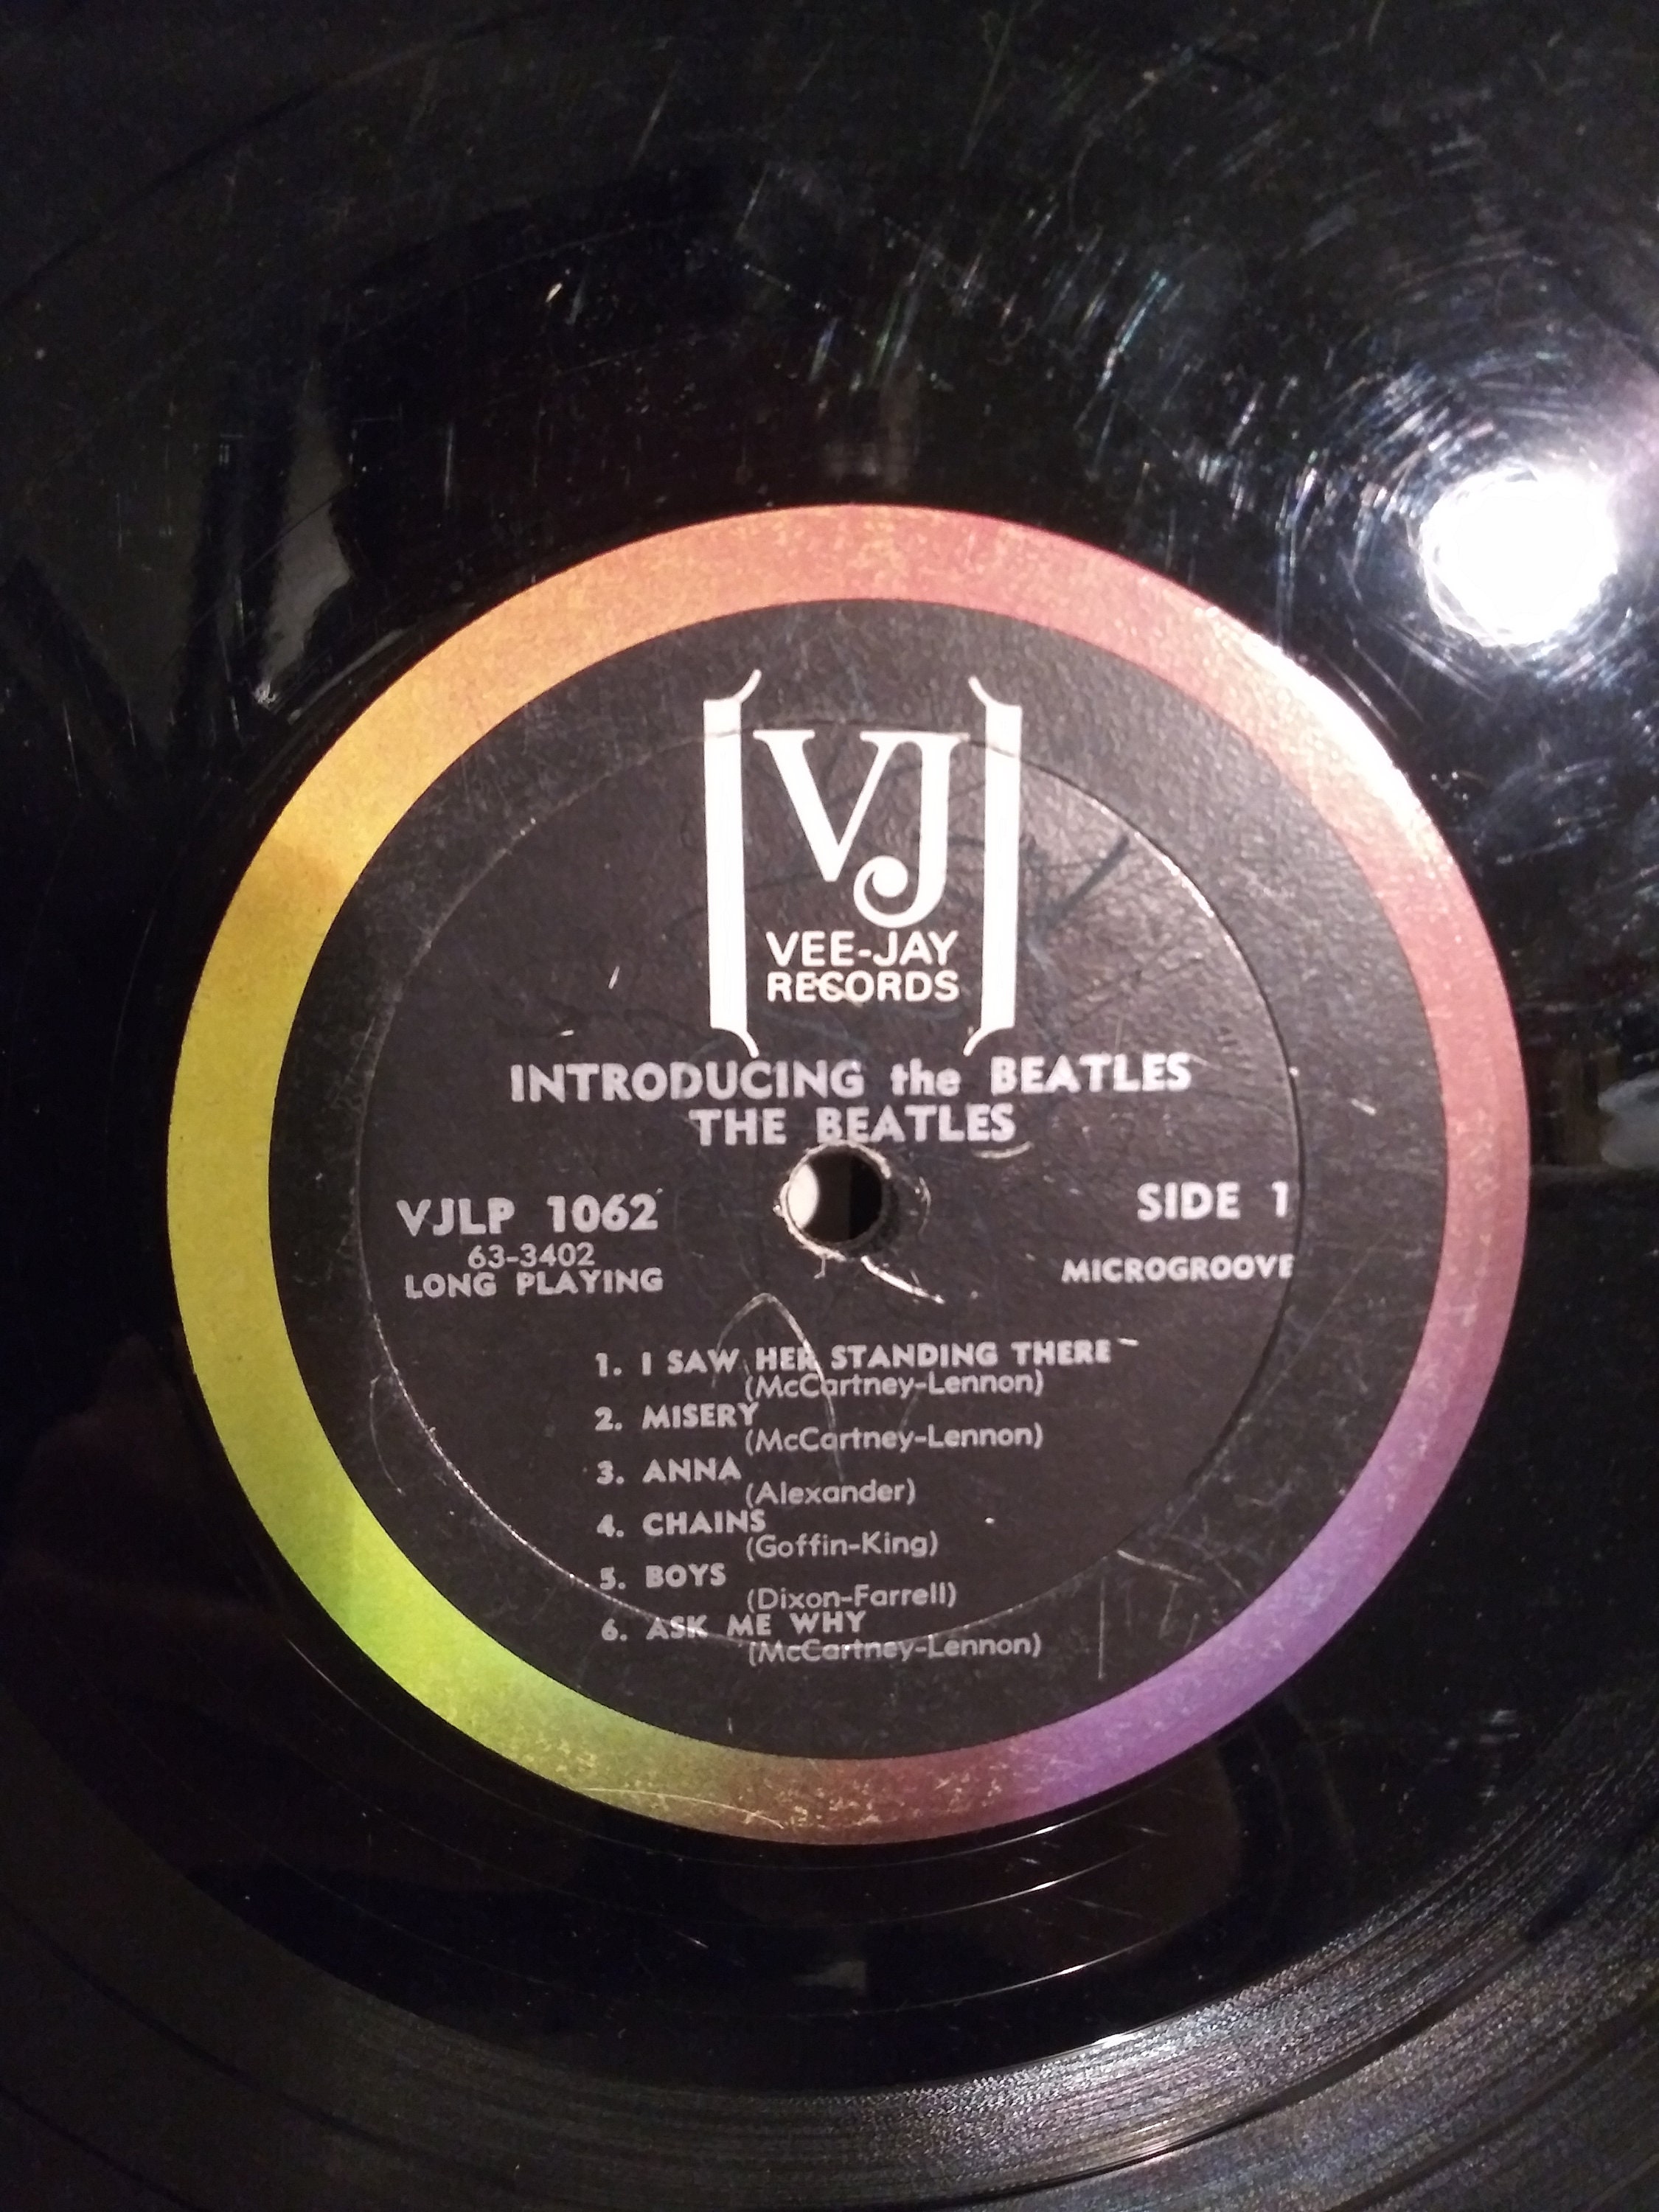 VJ
VEE-JAY
RECORDS
INTRODUCING the BEATLES
THE BEATLES
VJLP 1062
63-3402
LONG PLAYING
SIDE 1
MICROGROOVE
1. I SAW HER STANDING THERE
(McCartney-Lennon)
2. MISERY
(McCartney-Lennon)
3. ANNA
(Alexander)
4. CHAINS
(Goffin-King)
5. BOYS
(Dixon-Farrell)
6. ASK ME WHY
(McCartney-Lennon)